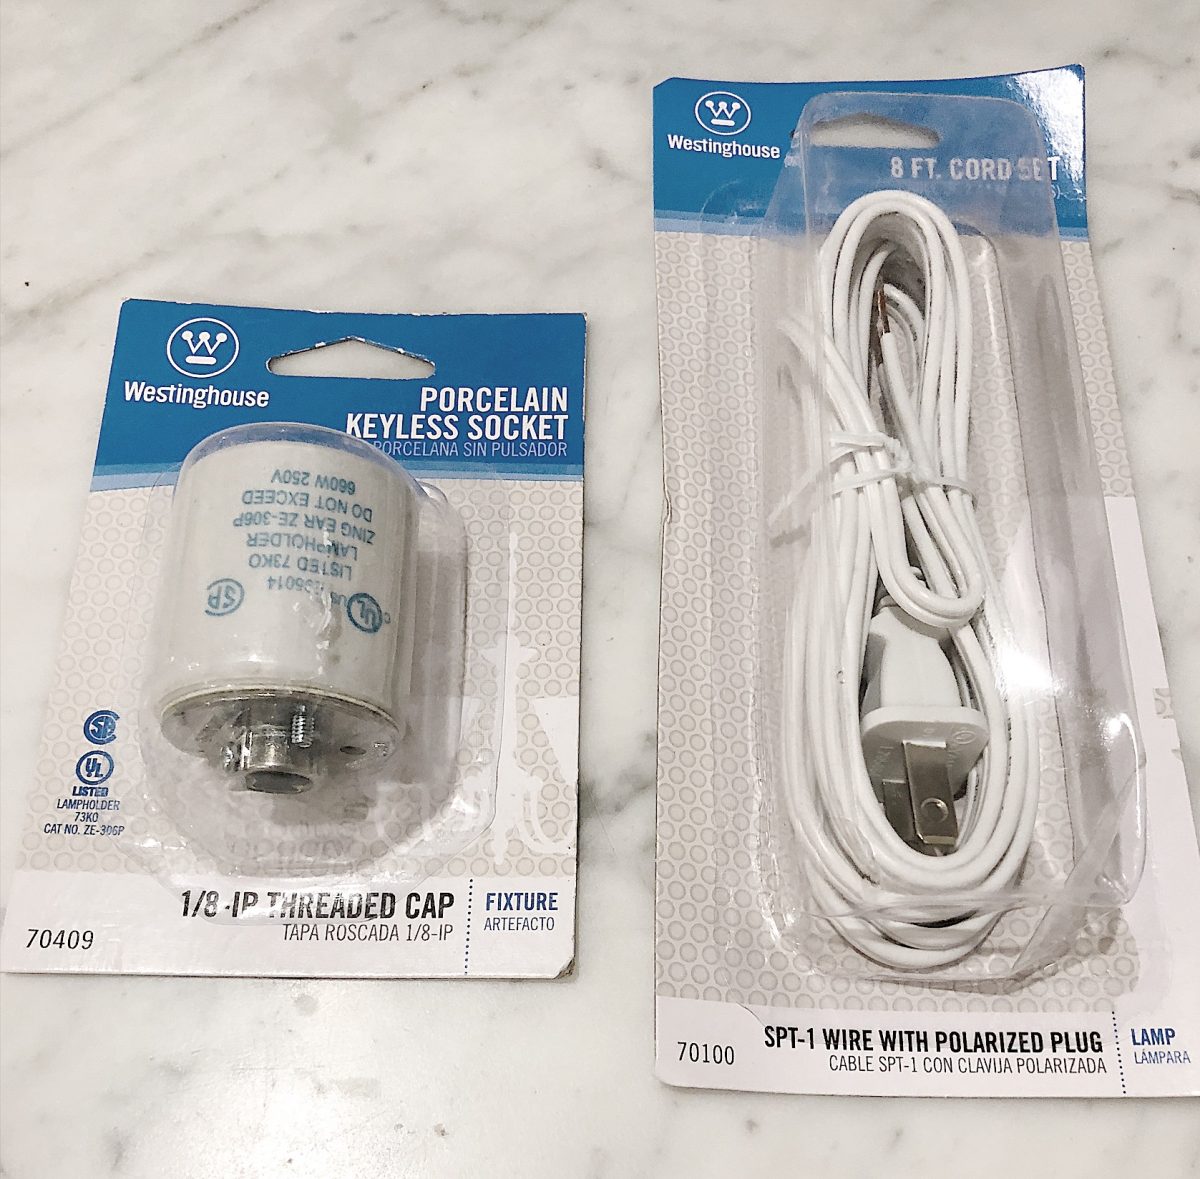 Westinghouse
PORCELAIN
KEYLESS SOCKET
PORCELANA SIN PULSADOR
660W 250V
DO NOT EXCEED
ZING EAR ZE-306P
LAMPHOLDER
LISTED 73KO
UL
SP
LISTED
LAMPHOLDER
73KO
CAT NO. ZE-306P
1/8-IP THREADED CAP
TAPA ROSCADA 1/8-IP
FIXTURE
ARTEFACTO
70409
Westinghouse
8 FT. CORD SET
SPT-1 WIRE WITH POLARIZED PLUG
CABLE SPT-1 CON CLAVIJA POLARIZADA
LAMP
LÁMPARA
70100